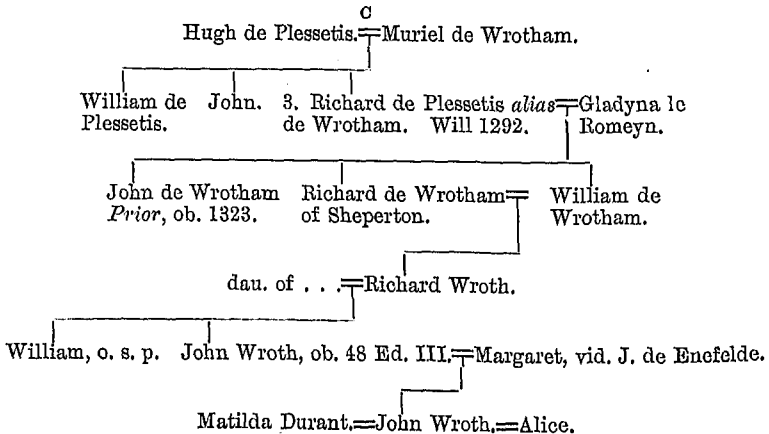 C
Hugh de Plessetis.=Muriel de Wrotham.
William de John. 3. Richard de Plessetis alias=Gladyna le
Plessetis. de Wrotham. Will 1292. Romeyn.
John de Wrotham Richard de Wrotham= William de
Prior, ob. 1323. of Sheperton. Wrotham.
dau. of . . .=Richard Wroth.
William, o. s. p. John Wroth, ob. 48 Ed. III.=Margaret, vid. J. de Enefelde.
Matilda Durant.=John Wroth.=Alice.